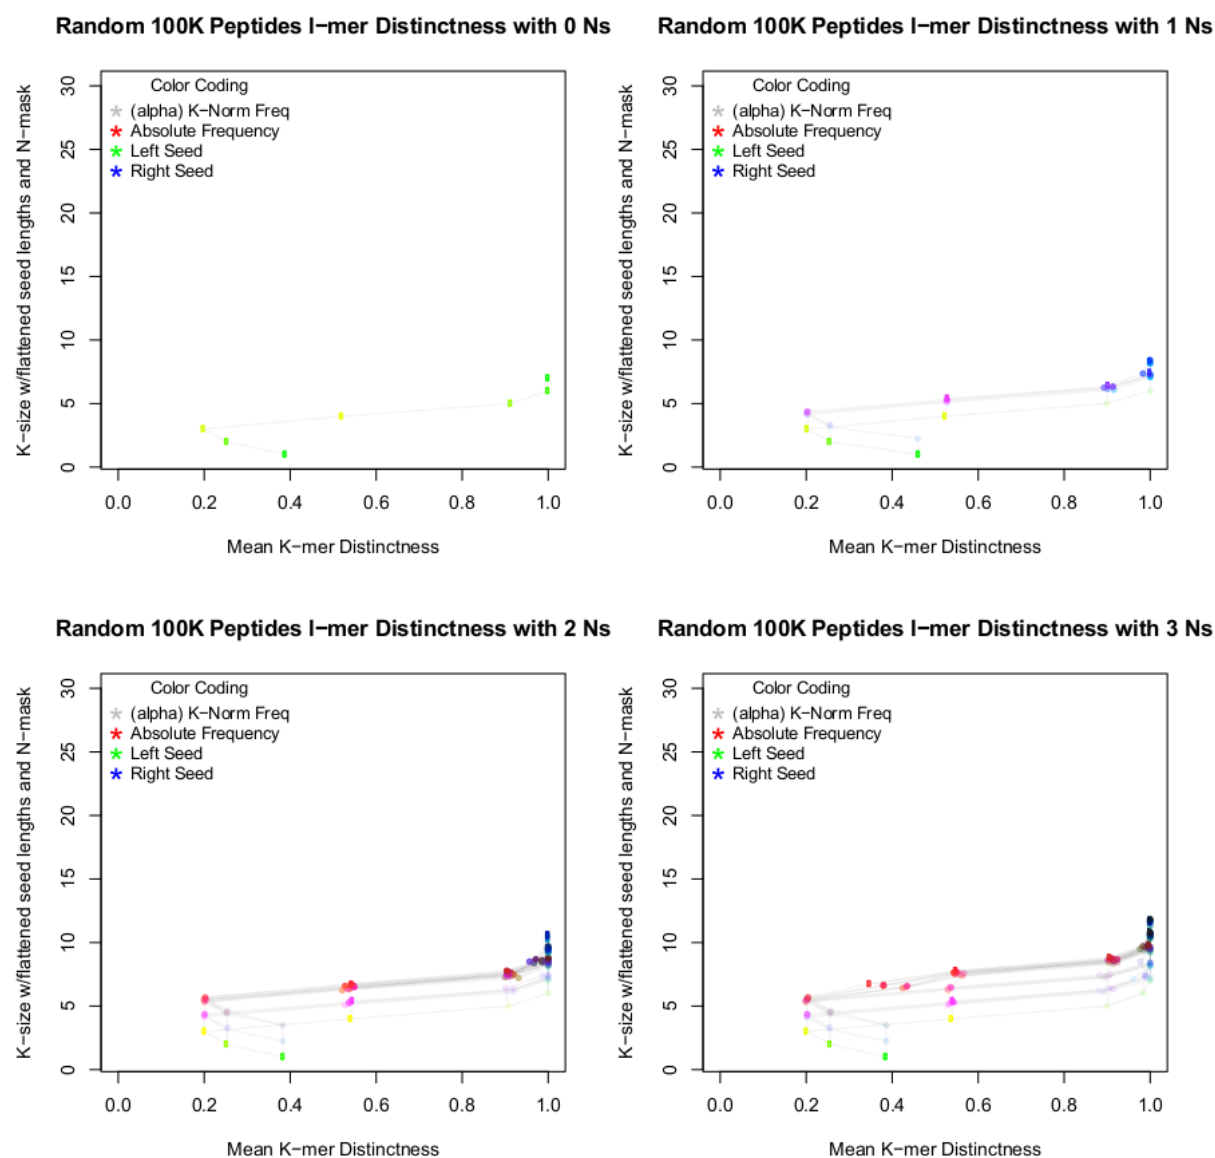 Random 100K Peptides I−mer Distinctness with 0 Ns
K−size w/flattened seed lengths and N−mask
30
25
20
15
10
5
0
Color Coding
(alpha) K−Norm Freq
Absolute Frequency
Left Seed
Right Seed
0.0 0.2 0.4 0.6 0.8 1.0
Mean K−mer Distinctness
Random 100K Peptides I−mer Distinctness with 1 Ns
K−size w/flattened seed lengths and N−mask
30
25
20
15
10
5
0
Color Coding
(alpha) K−Norm Freq
Absolute Frequency
Left Seed
Right Seed
0.0 0.2 0.4 0.6 0.8 1.0
Mean K−mer Distinctness
Random 100K Peptides I−mer Distinctness with 2 Ns
K−size w/flattened seed lengths and N−mask
30
25
20
15
10
5
0
Color Coding
(alpha) K−Norm Freq
Absolute Frequency
Left Seed
Right Seed
0.0 0.2 0.4 0.6 0.8 1.0
Mean K−mer Distinctness
Random 100K Peptides I−mer Distinctness with 3 Ns
K−size w/flattened seed lengths and N−mask
30
25
20
15
10
5
0
Color Coding
(alpha) K−Norm Freq
Absolute Frequency
Left Seed
Right Seed
0.0 0.2 0.4 0.6 0.8 1.0
Mean K−mer Distinctness